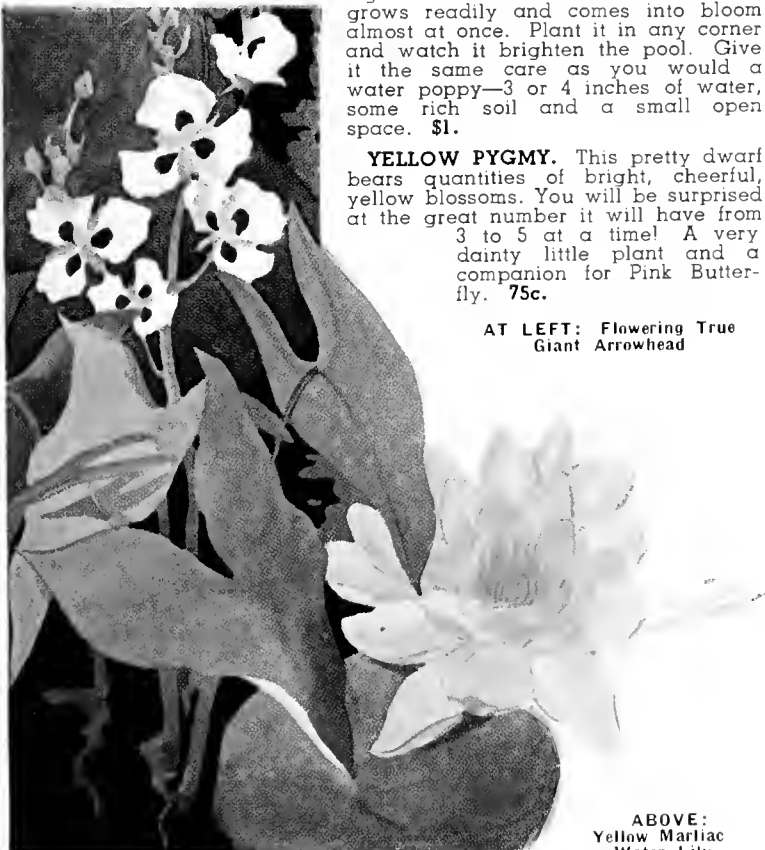 grows readily and comes into bloom
almost at once. Plant it in any corner
and watch it brighten the pool. Give
it the same care as you would a
water poppy—3 or 4 inches of water,
some rich soil and a small open
space. $1.
YELLOW PYGMY. This pretty dwarf
bears quantities of bright, cheerful,
yellow blossoms. You will be surprised
at the great number it will have from
3 to 5 at a time! A very
dainty little plant and a
companion for Pink Butter-
fly. 75c.
AT LEFT: Flowering True
Giant Arrowhead
ABOVE:
Yellow Marliac
Water Lily